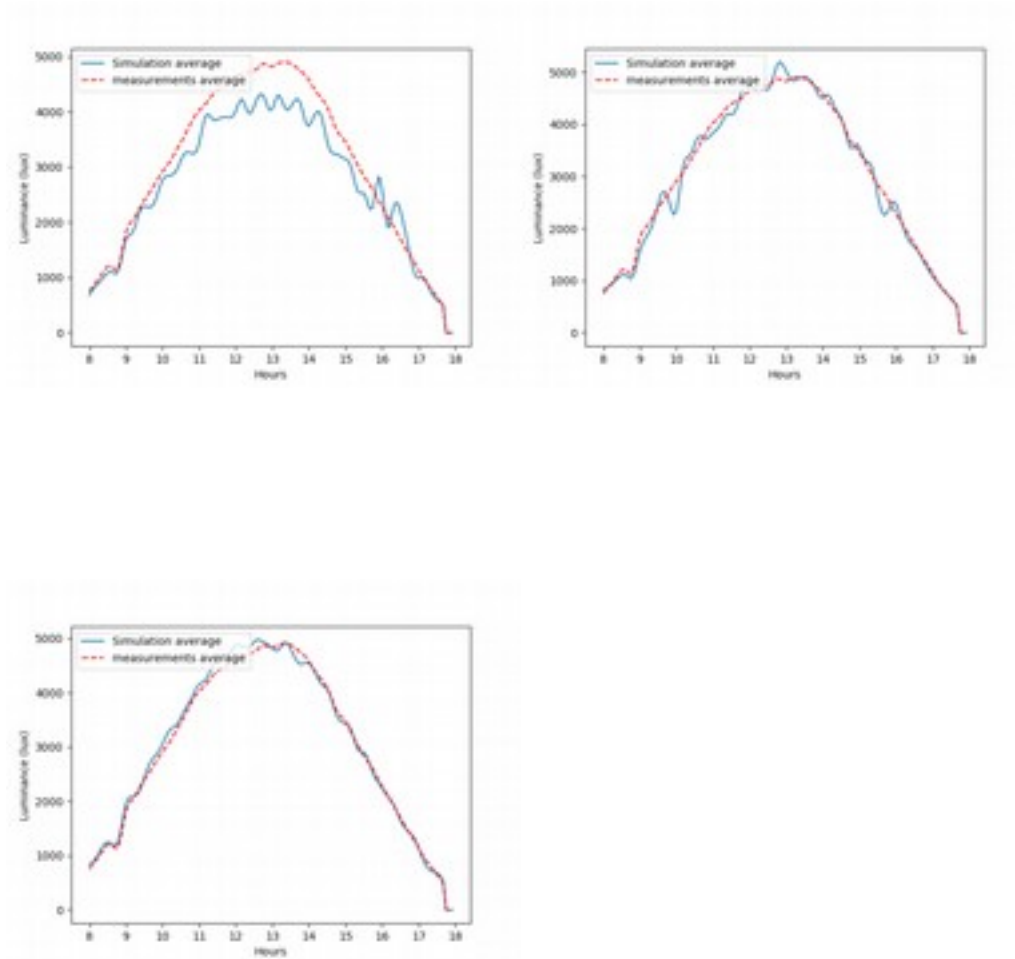 Simulation average
measurements average
5000
4000
3000
2000
1000
0
Luminance (lux)
8 9 10 11 12 13 14 15 16 17 18
Hours
Simulation average
measurements average
5000
4000
3000
2000
1000
0
Luminance (lux)
8 9 10 11 12 13 14 15 16 17 18
Hours
Simulation average
measurements average
5000
4000
3000
2000
1000
0
Luminance (lux)
8 9 10 11 12 13 14 15 16 17 18
Hours